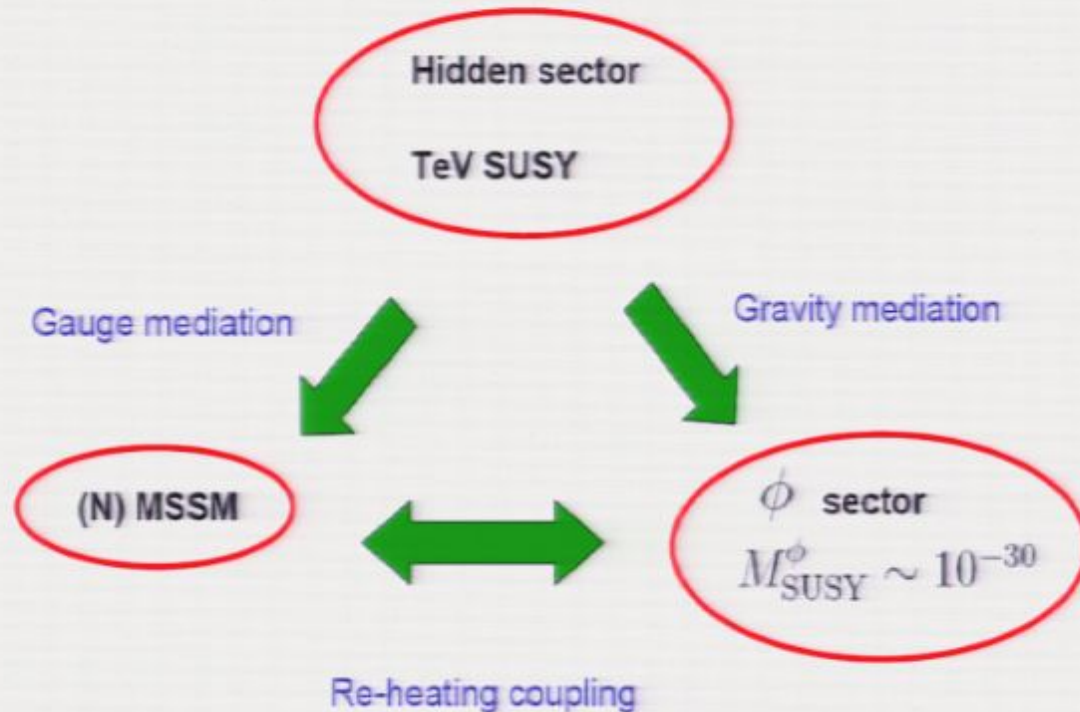 Hidden sector
TeV SUSY
Gauge mediation
Gravity mediation
(N) MSSM
ϕ sector
M^ϕ_SUSY ∼ 10^−30
Re-heating coupling